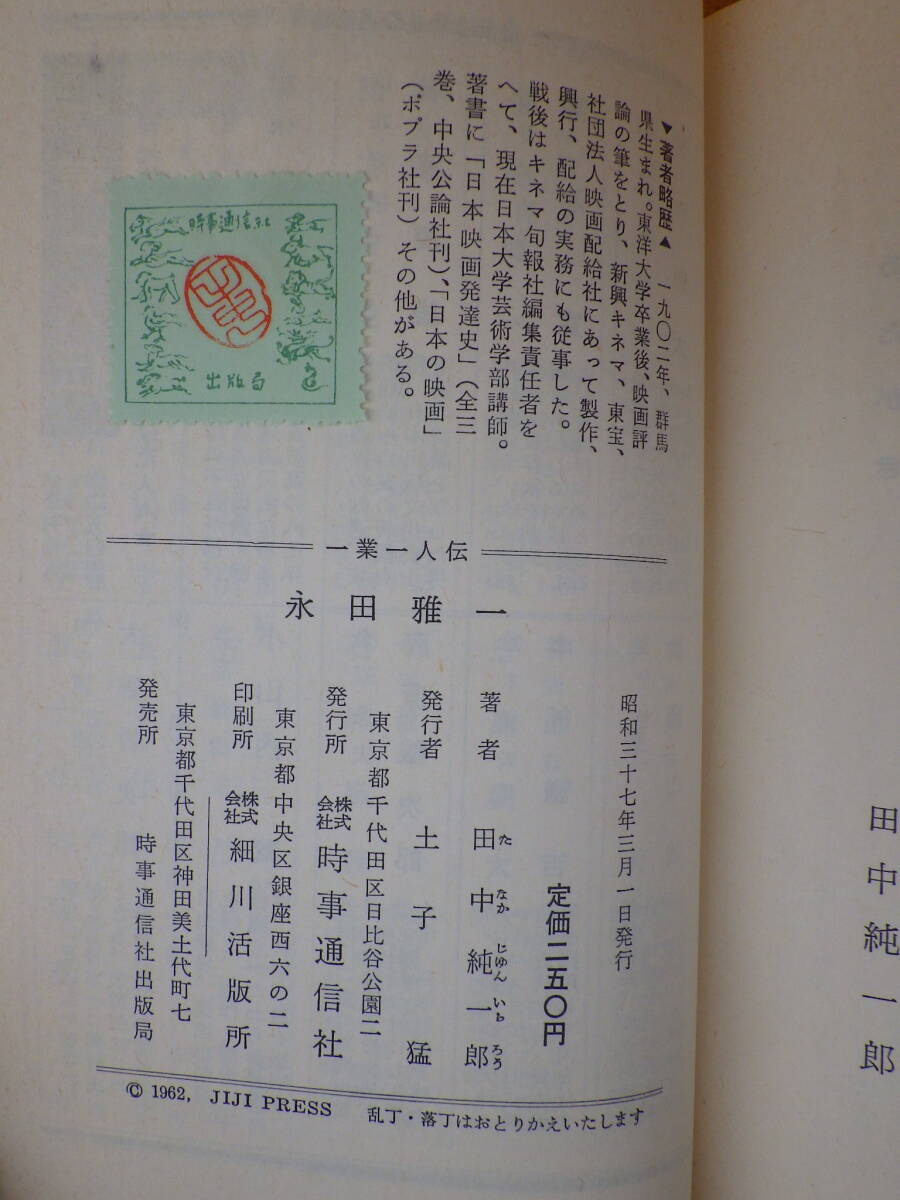 ▼著者略歴▲　一九〇二年、群馬
県生まれ。東洋大学卒業後、映画評
論の筆をとり、新興キネマ、東宝、
社団法人映画配給社にあって製作、
興行、配給の実務にも従事した。
戦後はキネマ旬報社編集責任者を
へて、現在日本大学芸術学部講師。
著書に「日本映画発達史」（全三
巻、中央公論社刊）、「日本の映画」
（ポプラ社刊）その他がある。
時事通信社
出版局
一業一人伝
永田雅一
昭和三十七年三月一日発行
定価二五〇円
著者　田中純一郎
た　なか　じゆん　いち　ろう
発行者　土子猛
東京都千代田区日比谷公園二
発行所　株式会社　時事通信社
東京都中央区銀座西六の二
印刷所　株式会社　細川活版所
東京都千代田区神田美土代町七
発売所　時事通信社出版局
© 1962, JIJI PRESS　乱丁・落丁はおとりかえいたします
田中純一郎